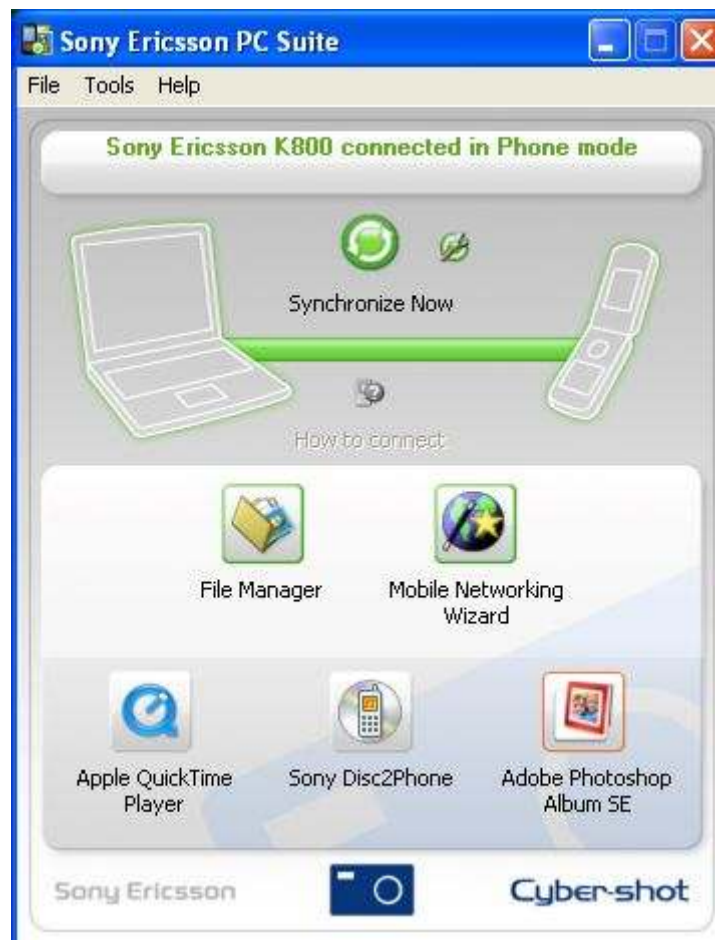 Sony Ericsson PC Suite
File Tools Help
Sony Ericsson K800 connected in Phone mode
Synchronize Now
How to connect
File Manager
Mobile Networking
Wizard
Apple QuickTime
Player
Sony Disc2Phone
Adobe Photoshop
Album SE
Sony Ericsson
Cyber-shot